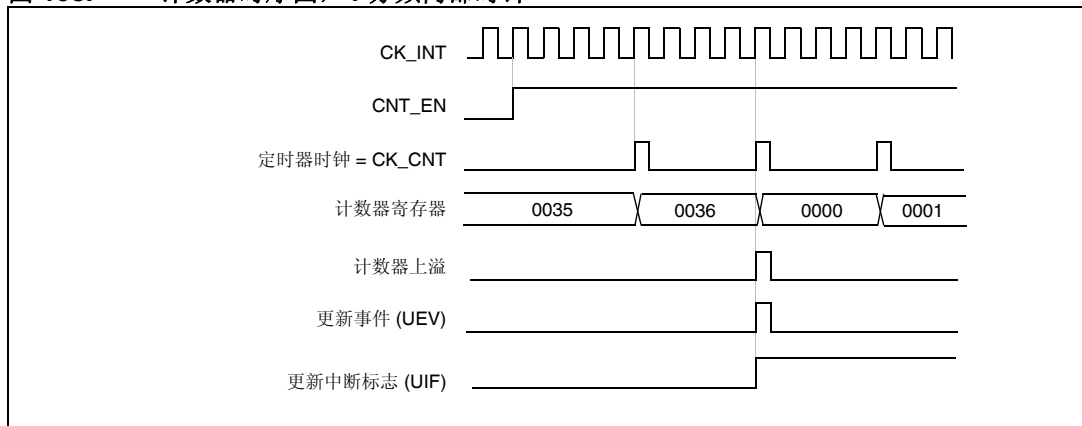 CK_INT
CNT_EN
定时器时钟 = CK_CNT
计数器寄存器 0035 0036 0000 0001
计数器上溢
更新事件 (UEV)
更新中断标志 (UIF)